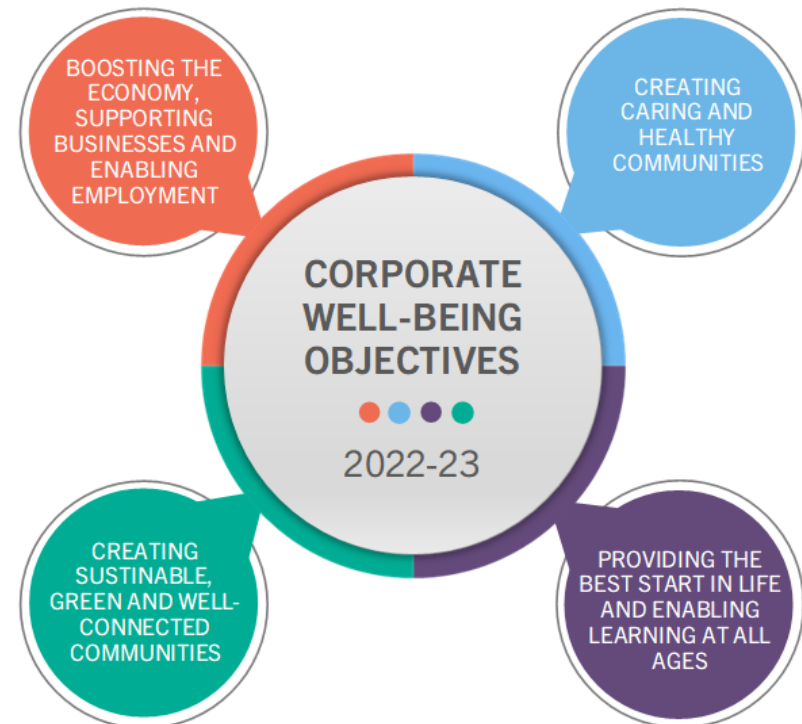 BOOSTING THE
ECONOMY,
SUPPORTING
BUSINESSES AND
ENABLING
EMPLOYMENT
CREATING
CARING AND
HEALTHY
COMMUNITIES
CORPORATE
WELL-BEING
OBJECTIVES
2022-23
CREATING
SUSTINABLE,
GREEN AND WELL-
CONNECTED
COMMUNITIES
PROVIDING THE
BEST START IN LIFE
AND ENABLING
LEARNING AT ALL
AGES